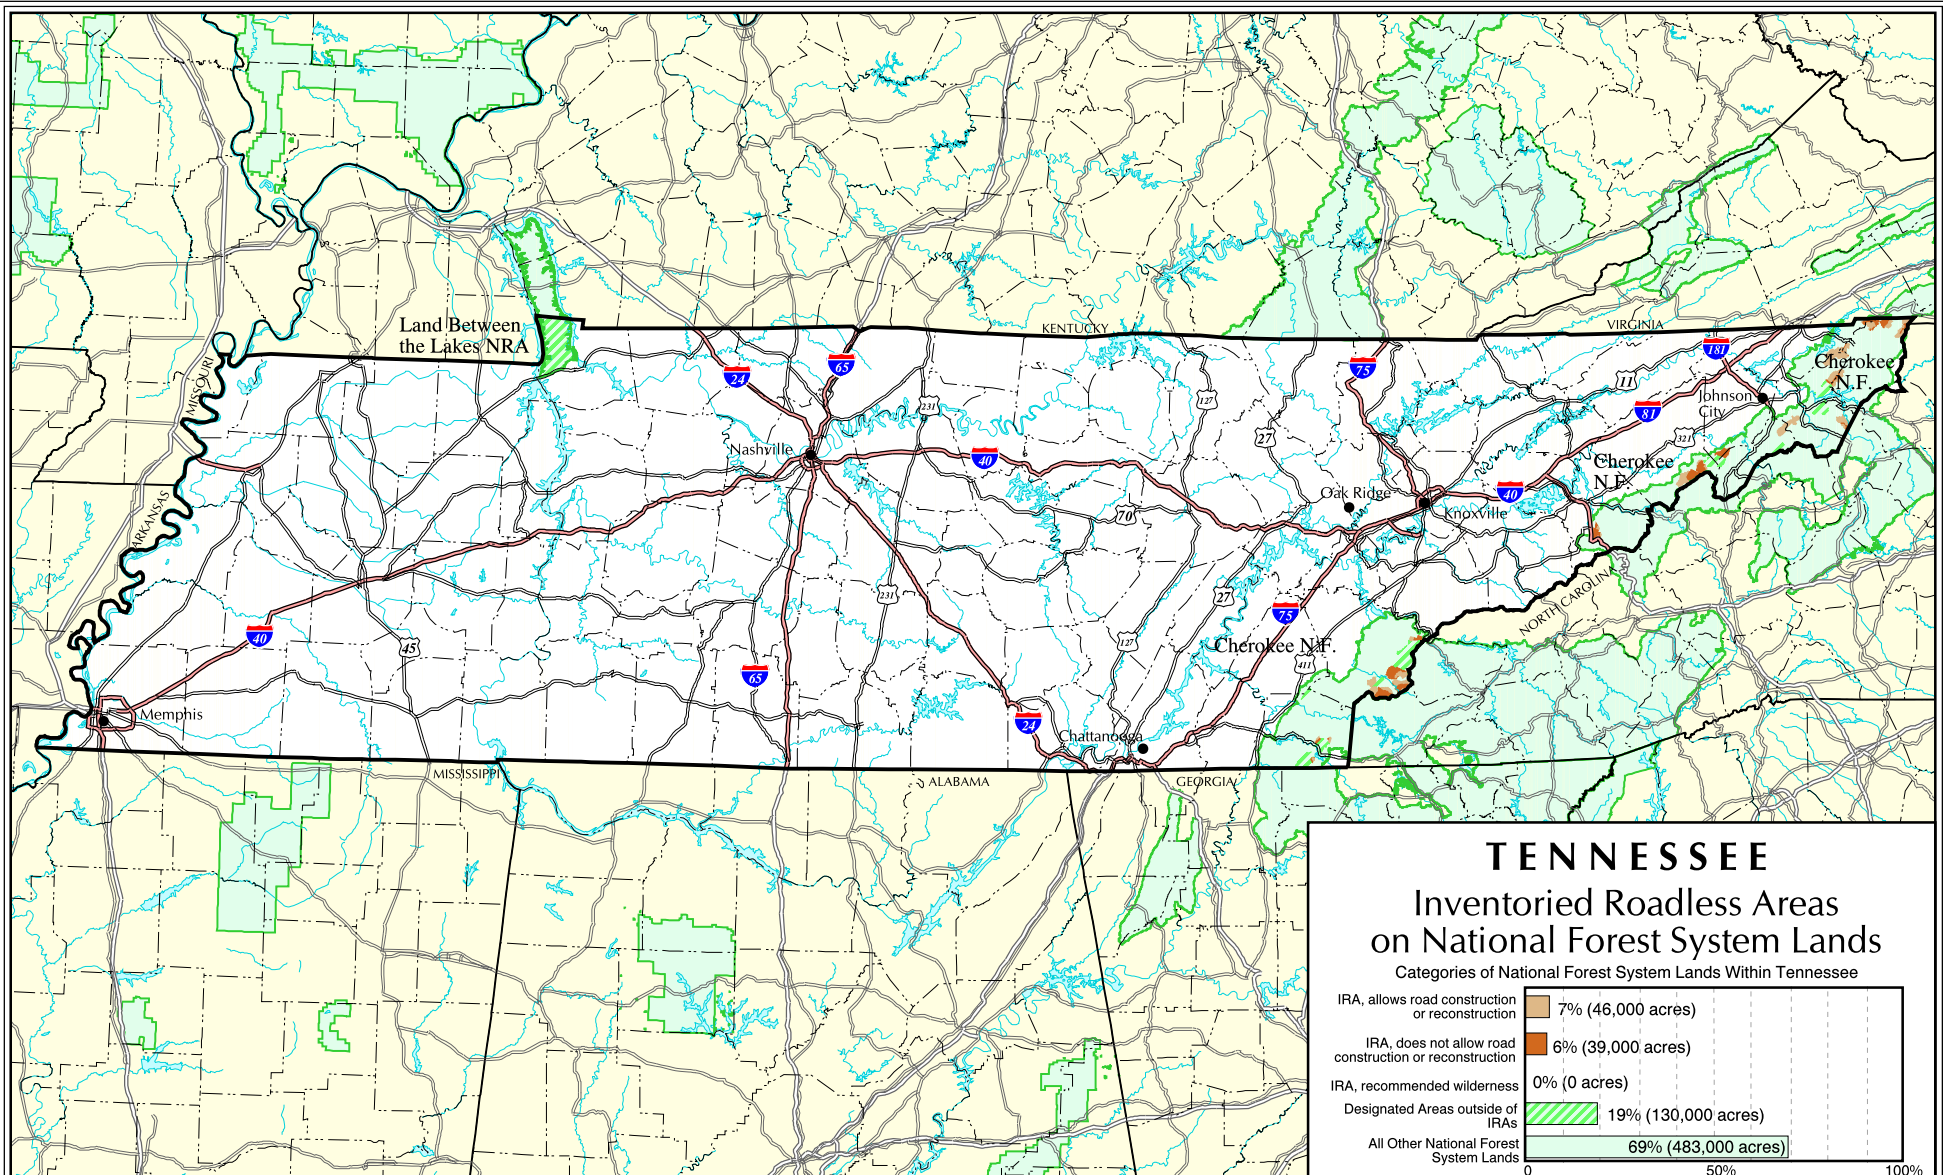 KENTUCKY
VIRGINIA
Land Between
the Lakes NRA
MISSOURI
24
65
75
181
Cherokee
N.F.
11
Johnson
City
81
231
127
27
321
Nashville
40
Cherokee
N.F.
Oak Ridge
40
Knoxville
70
ARKANSAS
231
27
75
NORTH CAROLINA
40
45
127
Cherokee N.F.
411
65
Memphis
24
Chattanooga
MISSISSIPPI
ALABAMA
GEORGIA
TENNESSEE
Inventoried Roadless Areas
on National Forest System Lands
Categories of National Forest System Lands Within Tennessee
IRA, allows road construction
or reconstruction
7% (46,000 acres)
IRA, does not allow road
construction or reconstruction
6% (39,000 acres)
IRA, recommended wilderness
0% (0 acres)
Designated Areas outside of
IRAs
19% (130,000 acres)
All Other National Forest
System Lands
69% (483,000 acres)
0 50% 100%